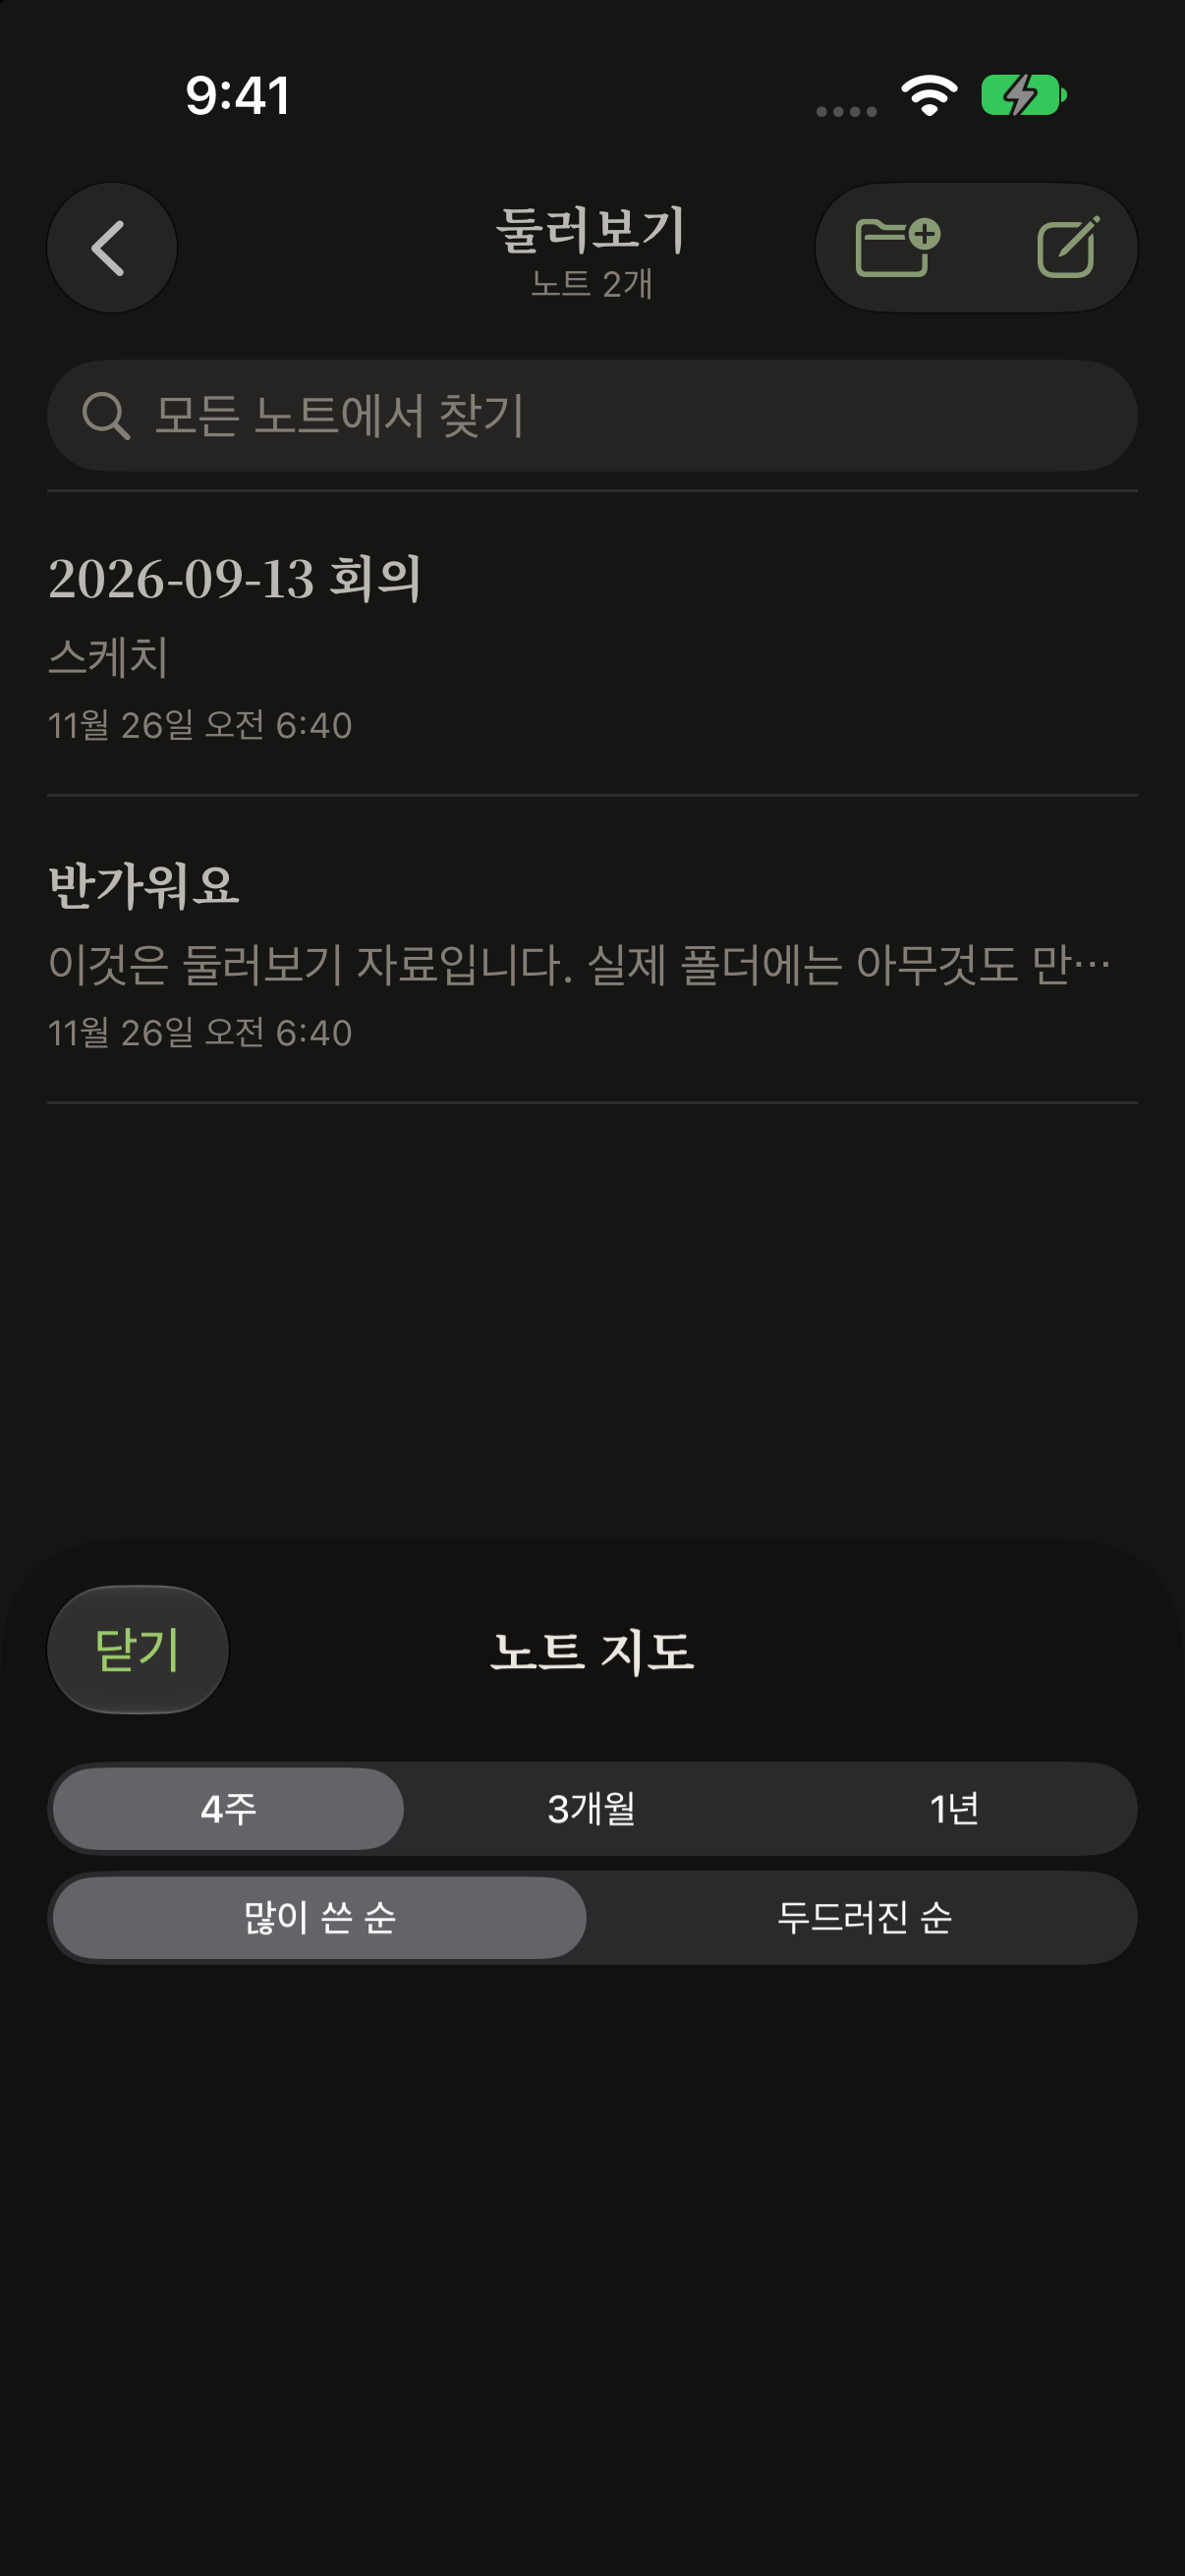 9:41
둘러보기
노트 2개
모든 노트에서 찾기
2026-09-13 회의
스케치
11월 26일 오전 6:40
반가워요
이것은 둘러보기 자료입니다. 실제 폴더에는 아무것도 만…
11월 26일 오전 6:40
닫기
노트 지도
4주
3개월
1년
많이 쓴 순
두드러진 순